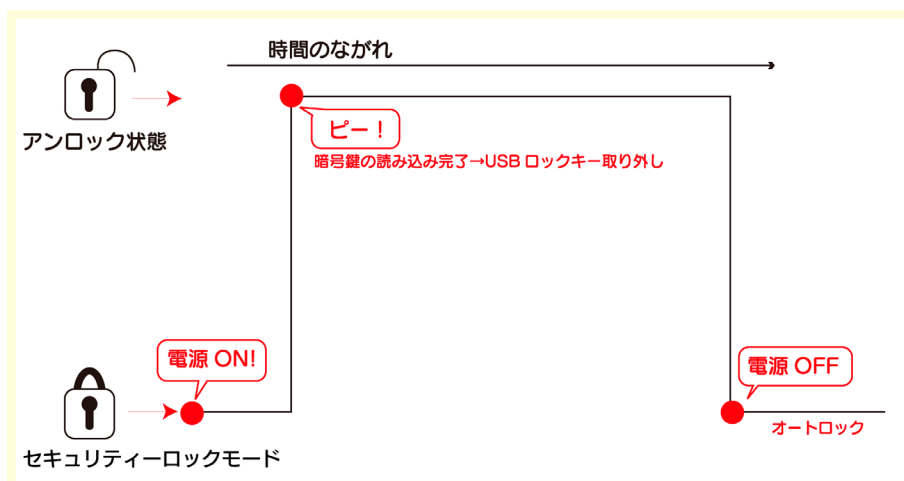 時間のながれ
アンロック状態
ピー！
暗号鍵の読み込み完了→USB ロックキー取り外し
電源 ON!
電源 OFF
オートロック
セキュリティーロックモード